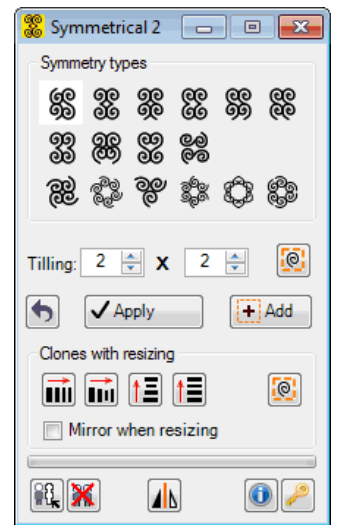 Symmetrical 2
Symmetry types
Tilling: 2 X 2
Apply Add
Clones with resizing
Mirror when resizing